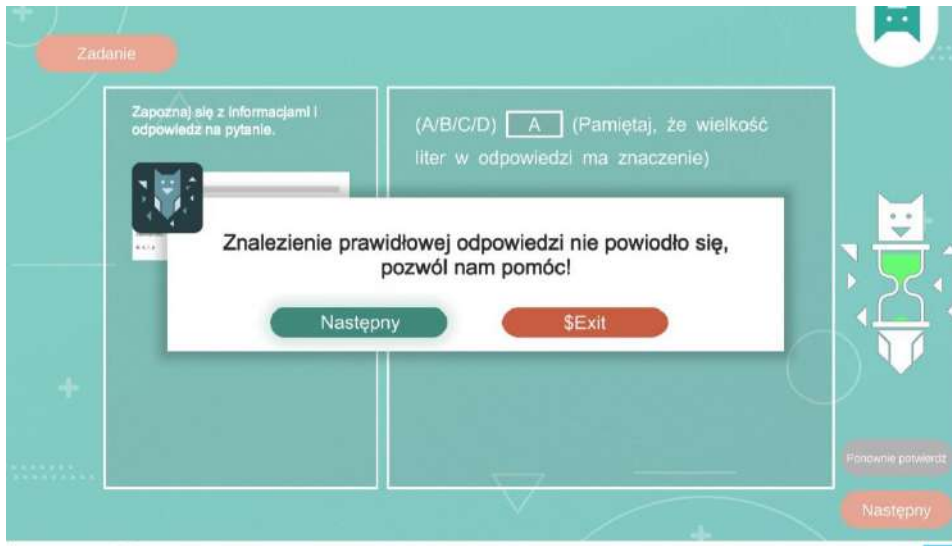 Zadanie
Zapoznaj się z informacjami i
odpowiedz na pytanie.
(A/B/C/D) A (Pamiętaj, że wielkość
liter w odpowiedzi ma znaczenie)
Znalezienie prawidłowej odpowiedzi nie powiodło się,
pozwól nam pomóc!
Następny
$Exit
Ponownie potwierdź
Następny